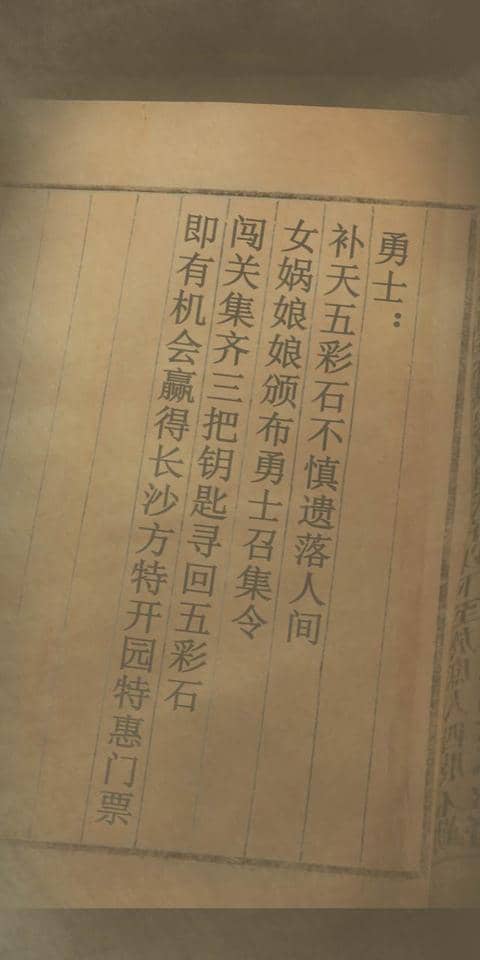 勇士：
补天五彩石不慎遗落人间
女娲娘娘颁布勇士召集令
闯关集齐三把钥匙寻回五彩石
即有机会赢得长沙方特开园特惠门票